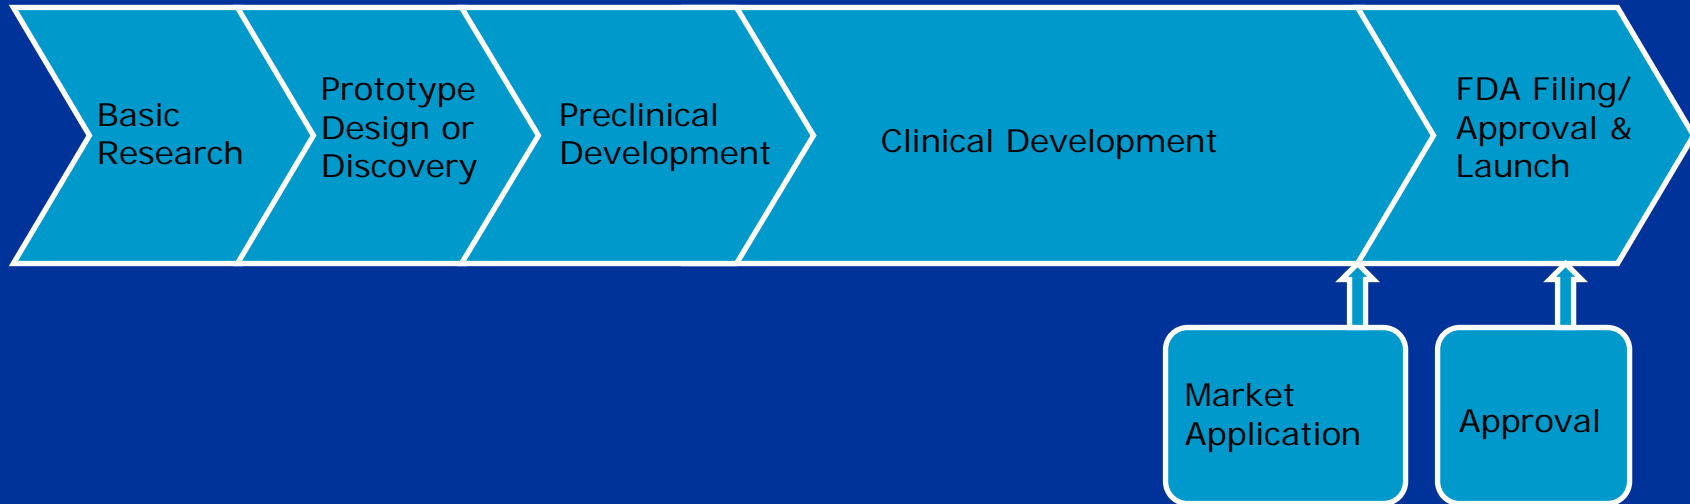 Basic
Research
Prototype
Design or
Discovery
Preclinical
Development
Clinical Development
FDA Filing/
Approval &
Launch
Market
Application
Approval